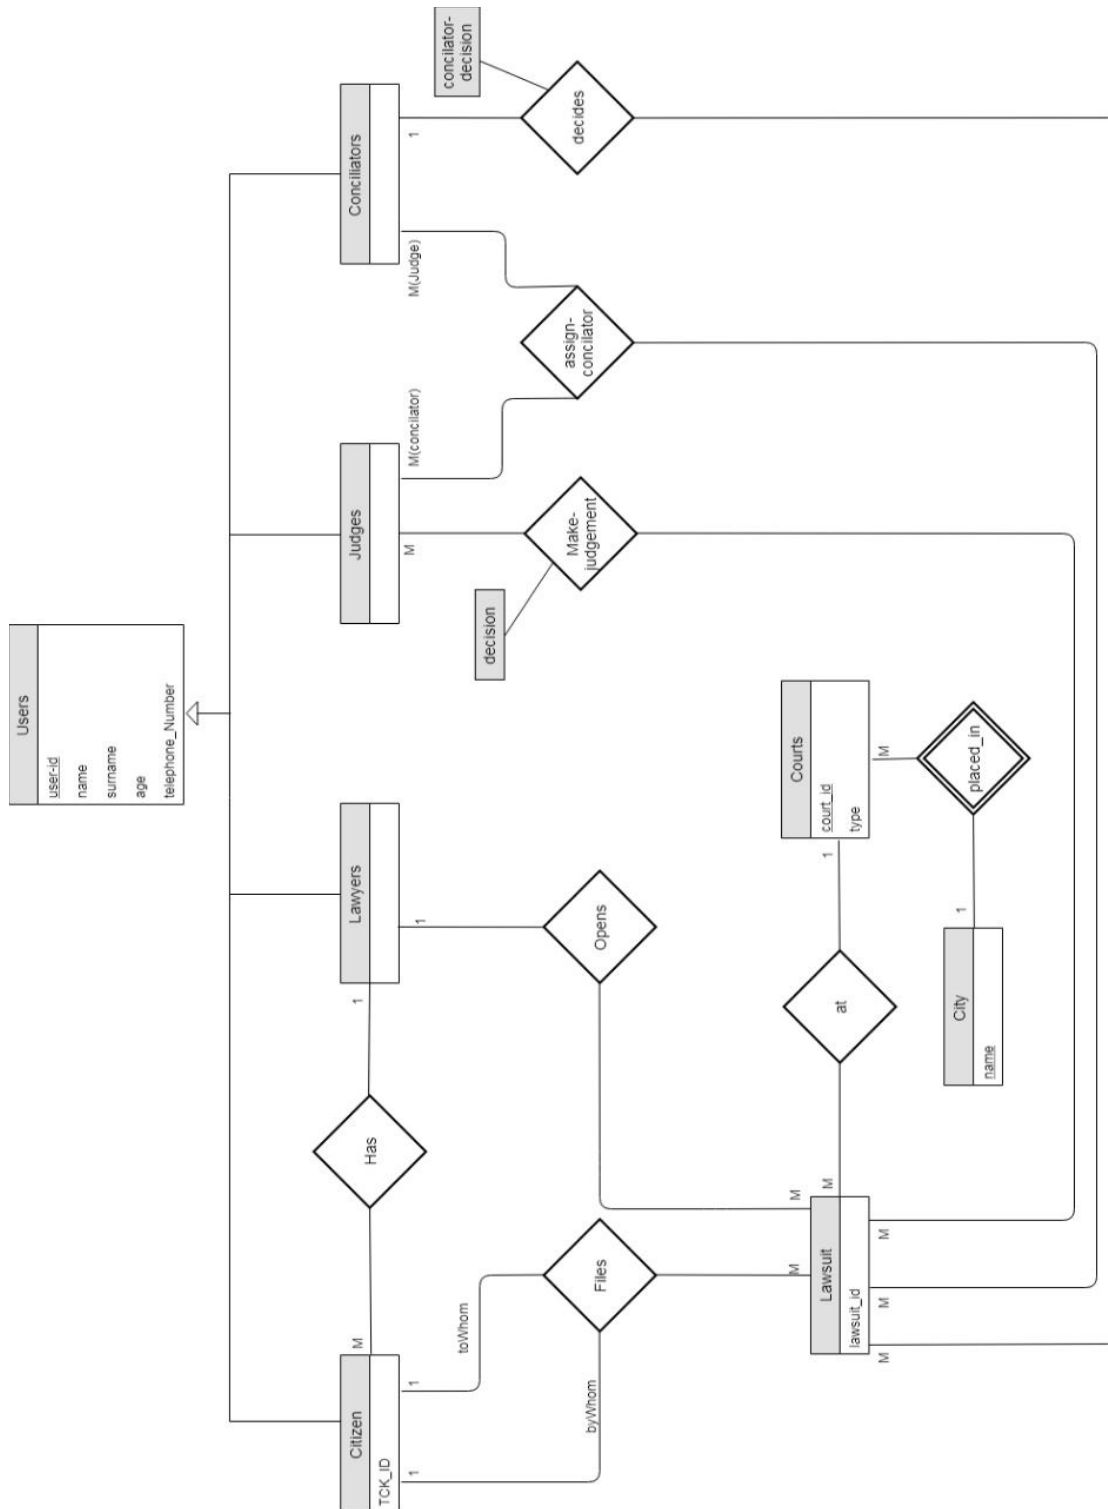 Users
user-id
name
surname
age
telephone_Number
Citizen
TCK_ID
Lawyers
Judges
Conciliators
M
Has
1
1
1
toWhom
byWhom
Files
M
1
Opens
M
M
decision
Make-
judgement
M
M(concilator)
M(Judge)
assign-
concilator
M
1
concilator-
decision
decides
M
Lawsuit
lawsuit_id
M
at
1
Courts
court_id
type
M
placed_in
1
City
name